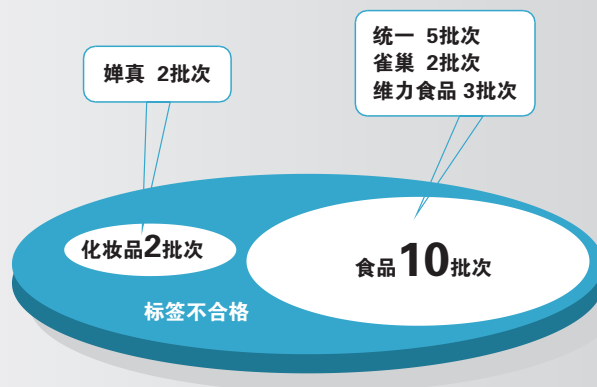 婵真 2批次
统一 5批次
雀巢 2批次
维力食品 3批次
化妆品2批次
食品10批次
标签不合格